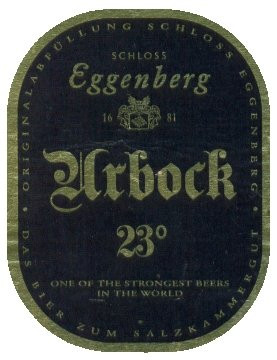 ORIGINALABFÜLLUNG SCHLOSS EGGENBERG •
SCHLOSS
Eggenberg
16 81
Urbock
23°
ONE OF THE STRONGEST BEERS
IN THE WORLD
DAS BIER ZUM SALZKAMMERGUT •